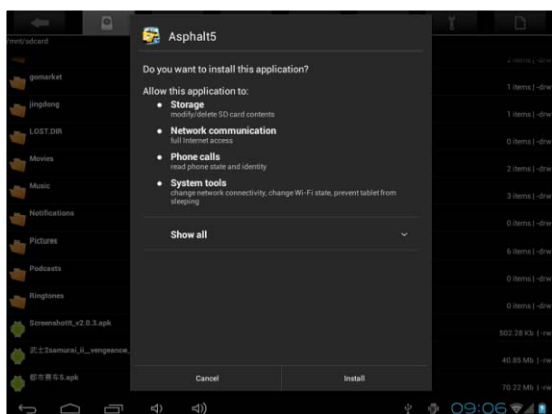 /mnt/sdcard
gomarket
1 items | -drw
jingdong
1 items | -drw
LOST.DIR
0 items | -drw
Movies
2 items | -drw
Music
3 items | -drw
Notifications
0 items | -drw
Pictures
6 items | -drw
Podcasts
0 items | -drw
Ringtones
0 items | -drw
Screenshotlt_v2.0.3.apk
502.28 Kb | -rw
武士2samurai_ii_vengeance_
40.85 Mb | -rw
都市赛车5.apk
70.22 Mb | -rw
Asphalt5
Do you want to install this application?
Allow this application to:
• Storage
modify/delete SD card contents
• Network communication
full Internet access
• Phone calls
read phone state and identity
• System tools
change network connectivity, change Wi-Fi state, prevent tablet from
sleeping
Show all
Cancel Install
09:06